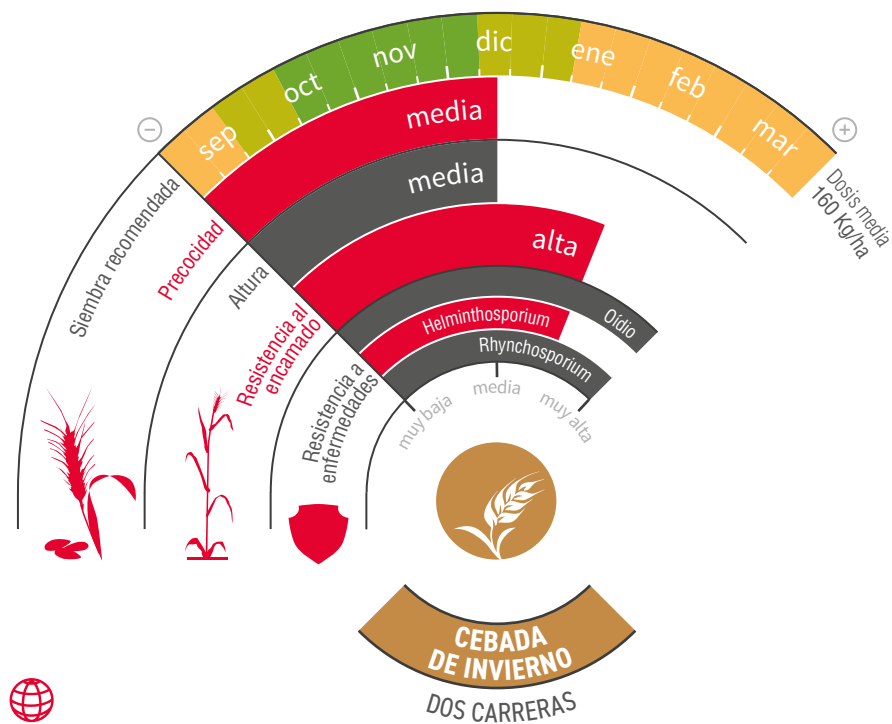 sep
oct
nov
dic
ene
feb
mar
−
+
Siembra recomendada
Dosis media
160 Kg/ha
Precocidad
media
Altura
media
Resistencia al
encamado
alta
Resistencia a
enfermedades
Oídio
Helminthosporium
Rhynchosporium
muy baja
media
muy alta
CEBADA
DE INVIERNO
DOS CARRERAS